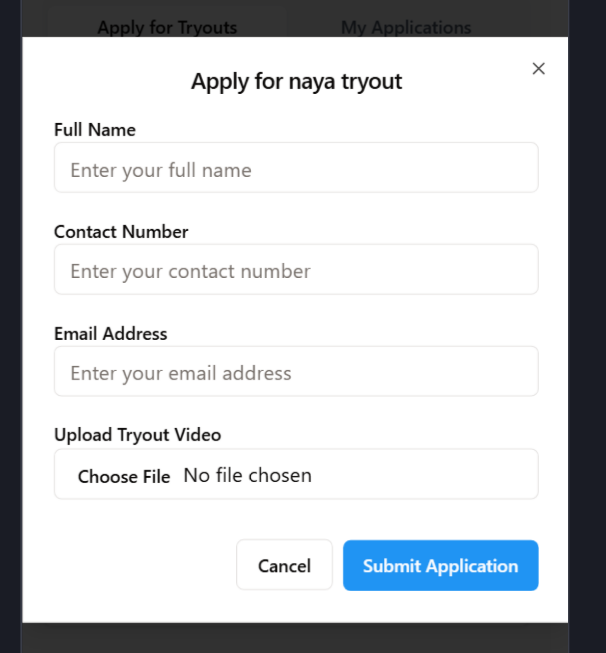 Apply for Tryouts My Applications
Apply for naya tryout
Full Name
Enter your full name
Contact Number
Enter your contact number
Email Address
Enter your email address
Upload Tryout Video
Choose File No file chosen
Cancel Submit Application